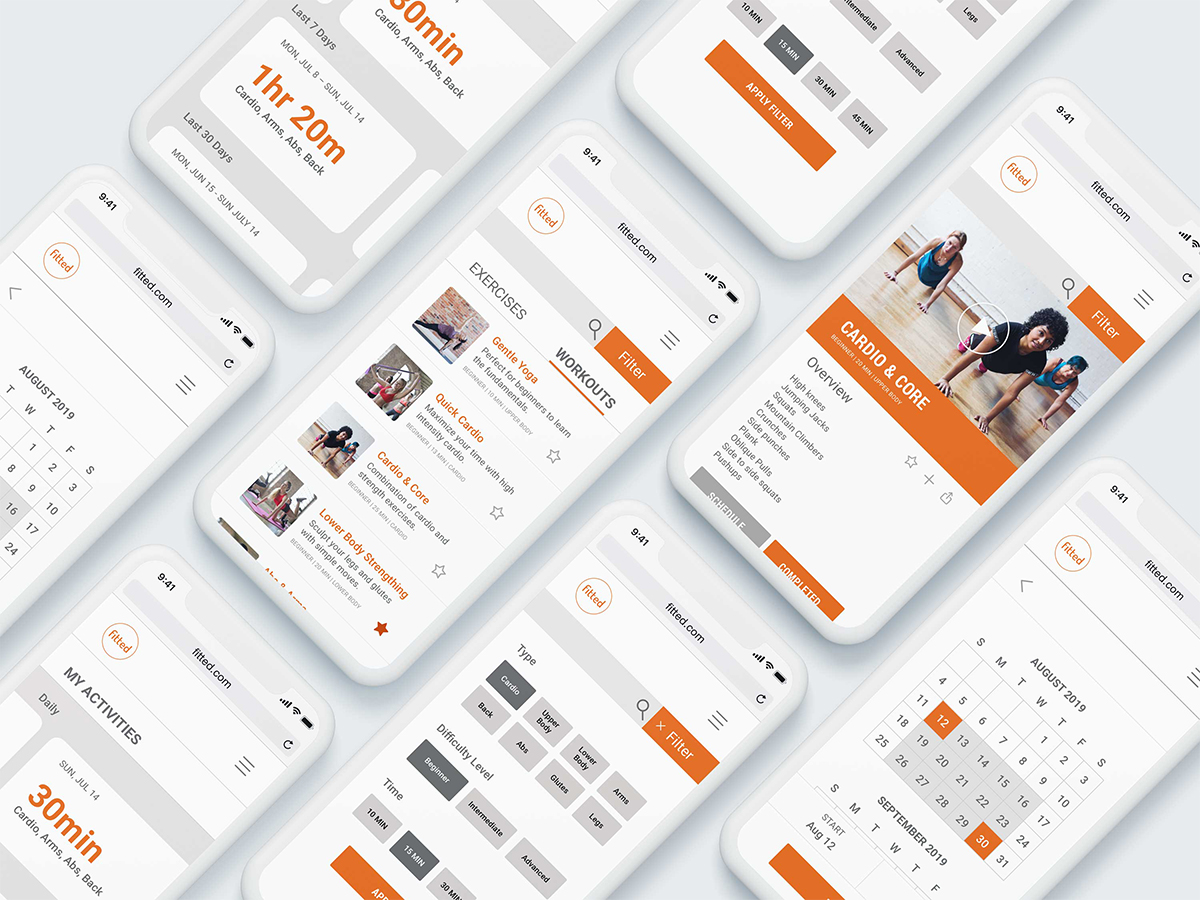 30min
Cardio, Arms, Abs, Back
Last 7 Days
MON, JUL 8 – SUN, JUL 14
1hr 20m
Cardio, Arms, Abs, Back
Last 30 Days
MON, JUN 15 - SUN JULY 14
Intermediate
Legs
Advanced
10 MIN
15 MIN
30 MIN
45 MIN
APPLY FILTER
9:41
fitted
fitted.com
AUGUST 2019
T
W
T
F
S
1
2
3
8
9
10
16
17
24
9:41
fitted
fitted.com
EXERCISES
WORKOUTS
Filter
Gentle Yoga
Perfect for beginners to learn
the fundamentals.
BEGINNER | 10 MIN | UPPER BODY
Quick Cardio
Maximize your time with high
intensity cardio.
BEGINNER | 13 MIN | CARDIO
Cardio & Core
Combination of cardio and
strength exercises.
BEGINNER | 25 MIN | CARDIO
Lower Body Strengthing
Sculpt your legs and glutes
with simple moves.
BEGINNER | 20 MIN | LOWER BODY
9:41
fitted
fitted.com
Filter
CARDIO & CORE
BEGINNER | 20 MIN | UPPER BODY
Overview
High knees
Jumping Jacks
Squats
Mountain Climbers
Crunches
Side punches
Plank
Oblique Pulls
Side to side squats
Pushups
SCHEDULE
COMPLETED
9:41
fitted
fitted.com
MY ACTIVITIES
Daily
SUN, JUL 14
30min
Cardio, Arms, Abs, Back
9:41
fitted
fitted.com
× Filter
Type
Cardio
Upper
Body
Lower
Body
Arms
Back
Abs
Glutes
Legs
Difficulty Level
Beginner
Intermediate
Advanced
Time
10 MIN
15 MIN
30 MIN
9:41
fitted
fitted.com
AUGUST 2019
S M T W T F S
1 2 3
4 5 6 7 8 9 10
11 12 13 14 15 16 17
18 19 20 21 22 23 24
25 26 27 28 29 30 31
SEPTEMBER 2019
S M T W T F
START
Aug 12